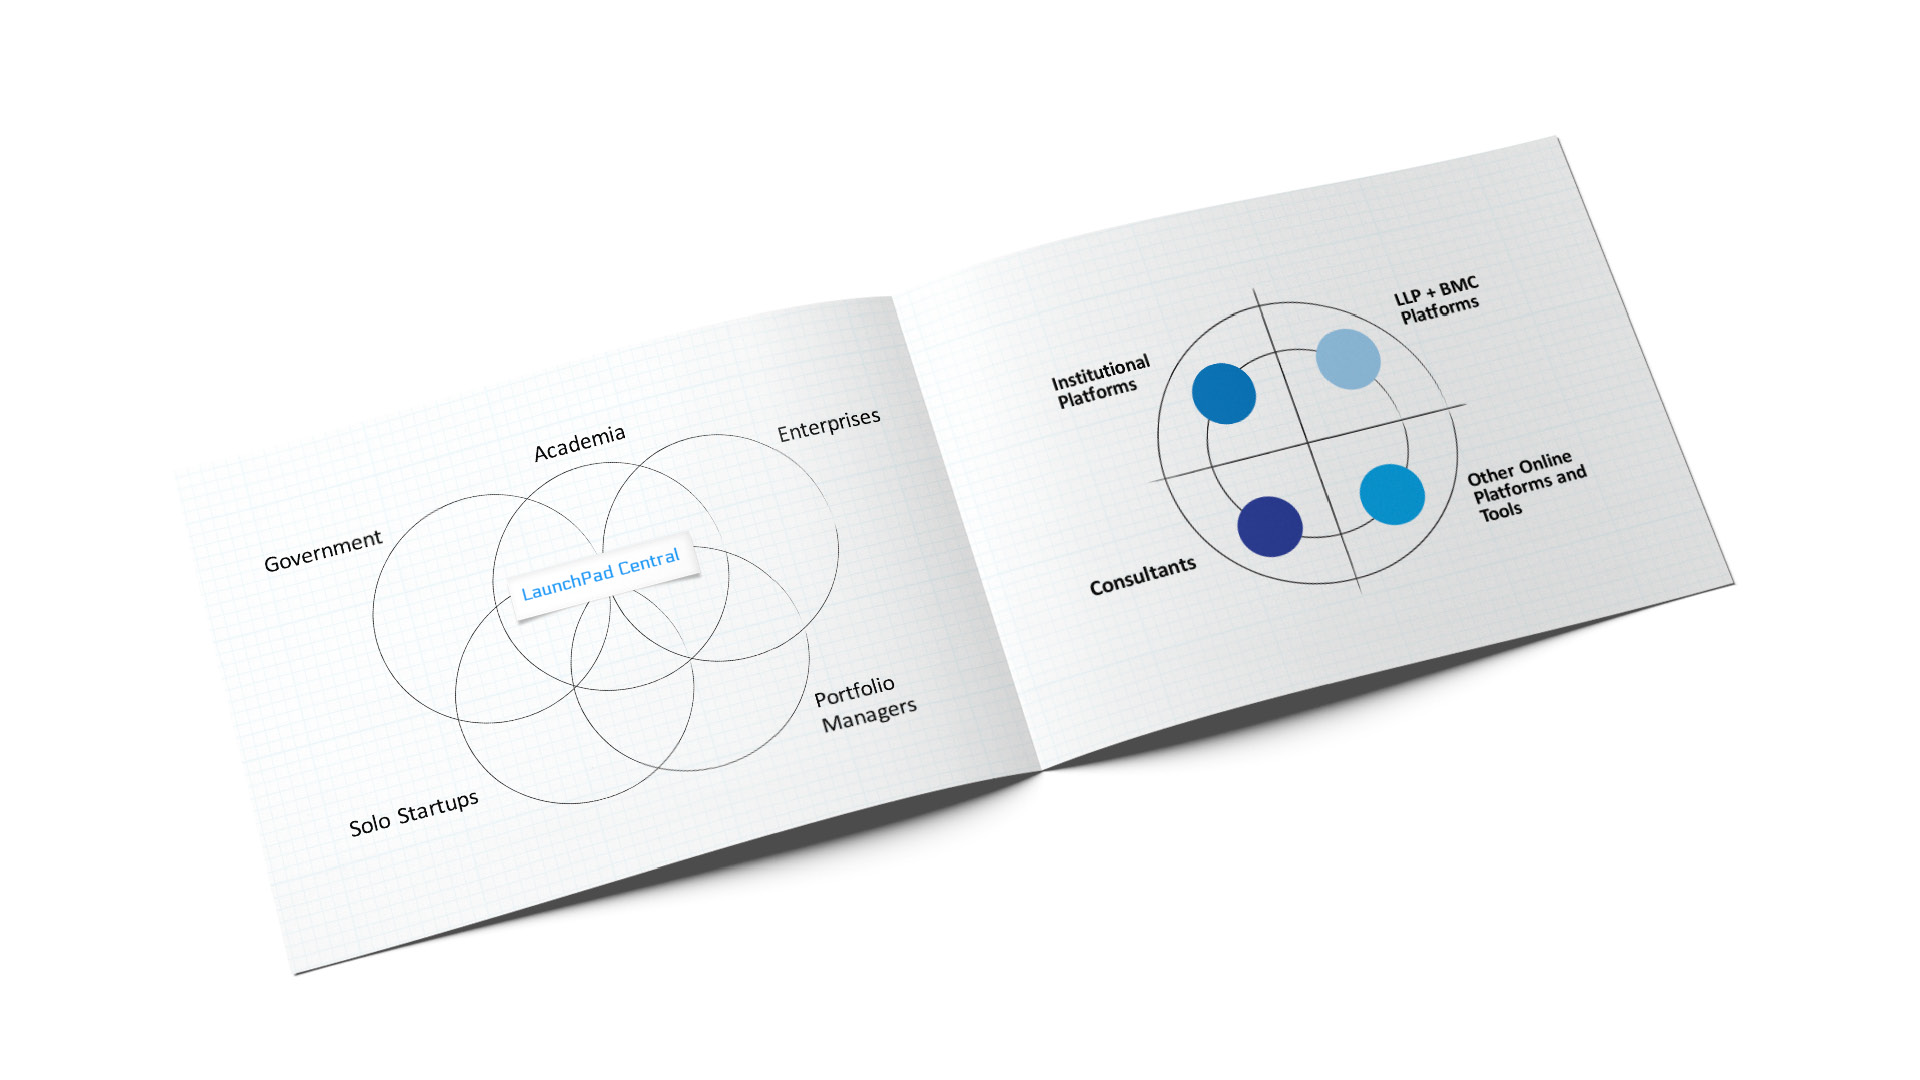 Academia
Enterprises
Government
LaunchPad Central
Portfolio
Managers
Solo Startups
LLP + BMC
Platforms
Institutional
Platforms
Other Online
Platforms and
Tools
Consultants